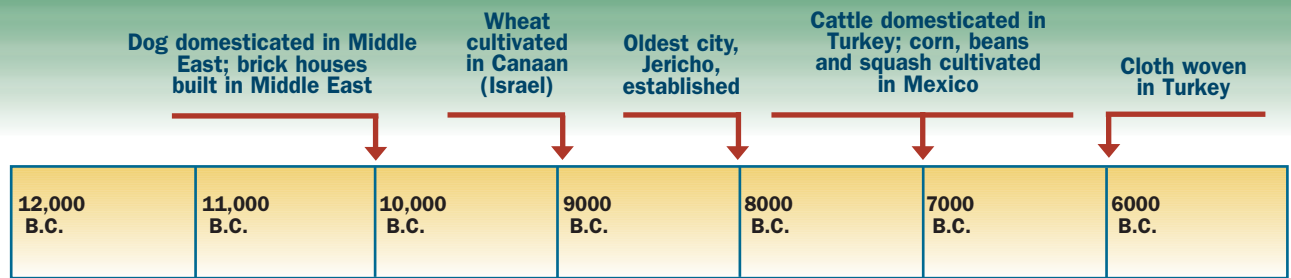 Dog domesticated in Middle
East; brick houses
built in Middle East
Wheat
cultivated
in Canaan
(Israel)
Oldest city,
Jericho,
established
Cattle domesticated in
Turkey; corn, beans
and squash cultivated
in Mexico
Cloth woven
in Turkey
12,000
B.C.
11,000
B.C.
10,000
B.C.
9000
B.C.
8000
B.C.
7000
B.C.
6000
B.C.